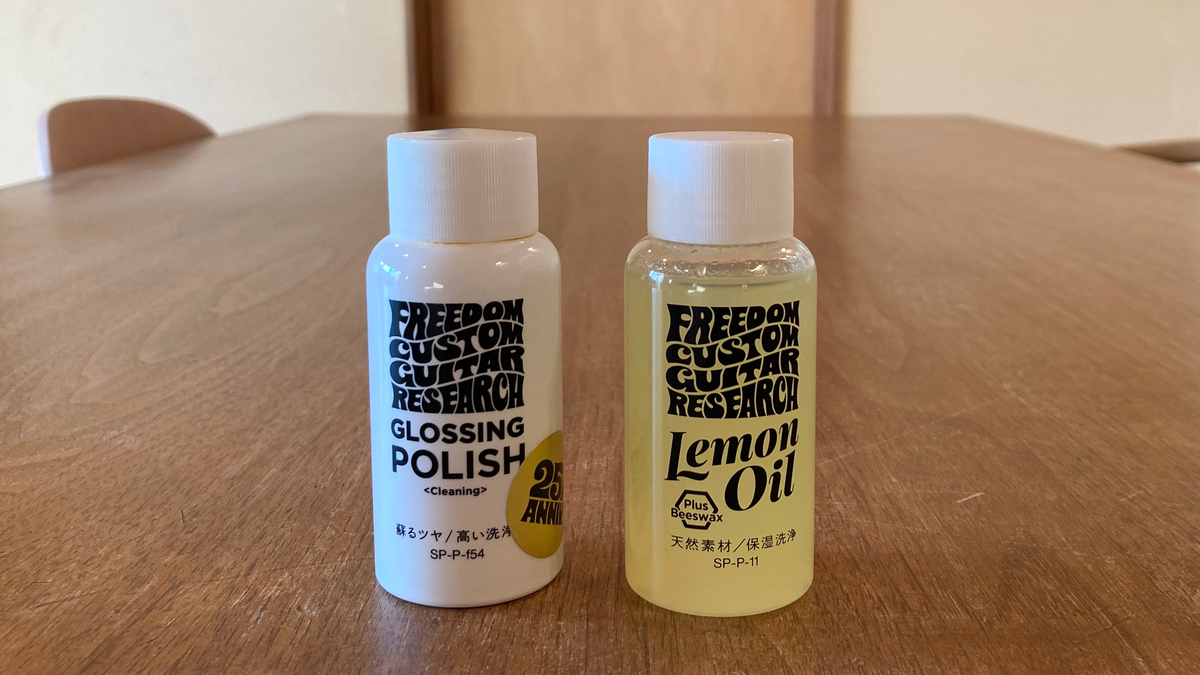 FREEDOM
CUSTOM
GUITAR
RESEARCH
GLOSSING
POLISH
<Cleaning>
蘇るツヤ/高い洗浄
SP-P-f54
25
FREEDOM
CUSTOM
GUITAR
RESEARCH
Lemon
Oil
Plus
Beeswax
天然素材/保湿洗浄
SP-P-11